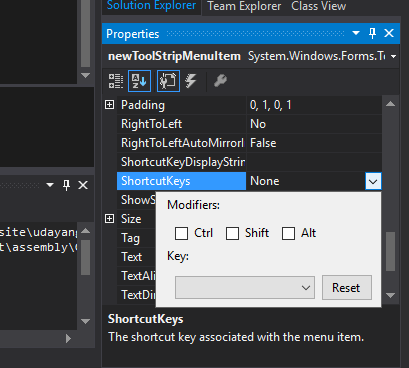 Solution Explorer Team Explorer Class View
Properties
newToolStripMenuItem System.Windows.Forms.To
Padding 0, 1, 0, 1
RightToLeft No
RightToLeftAutoMirrorI False
ShortcutKeyDisplayStrin
ShortcutKeys None
ShowS
Modifiers:
Size
Ctrl Shift Alt
Tag
Key:
Text
TextAli
Reset
TextDir
site\udayang
t\assembly\
ShortcutKeys
The shortcut key associated with the menu item.